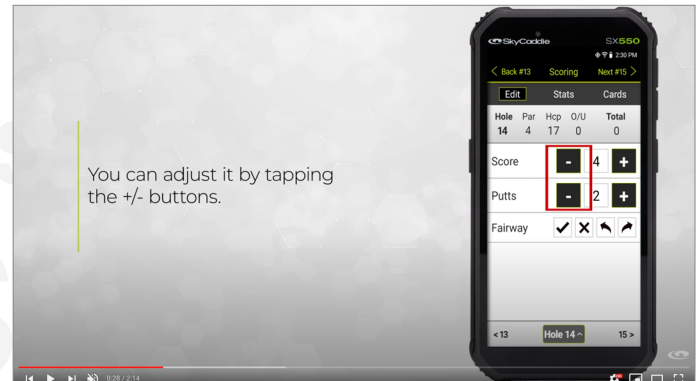 SkyCaddie SX550
2:30 PM
< Back #13 Scoring Next #15 >
Edit Stats Cards
Hole Par Hcp O/U Total
14 4 17 0 0
Score - 4 +
Putts - 2 +
Fairway
You can adjust it by tapping
the +/- buttons.
< 13 Hole 14 ^ 15 >
0:28 / 2:14